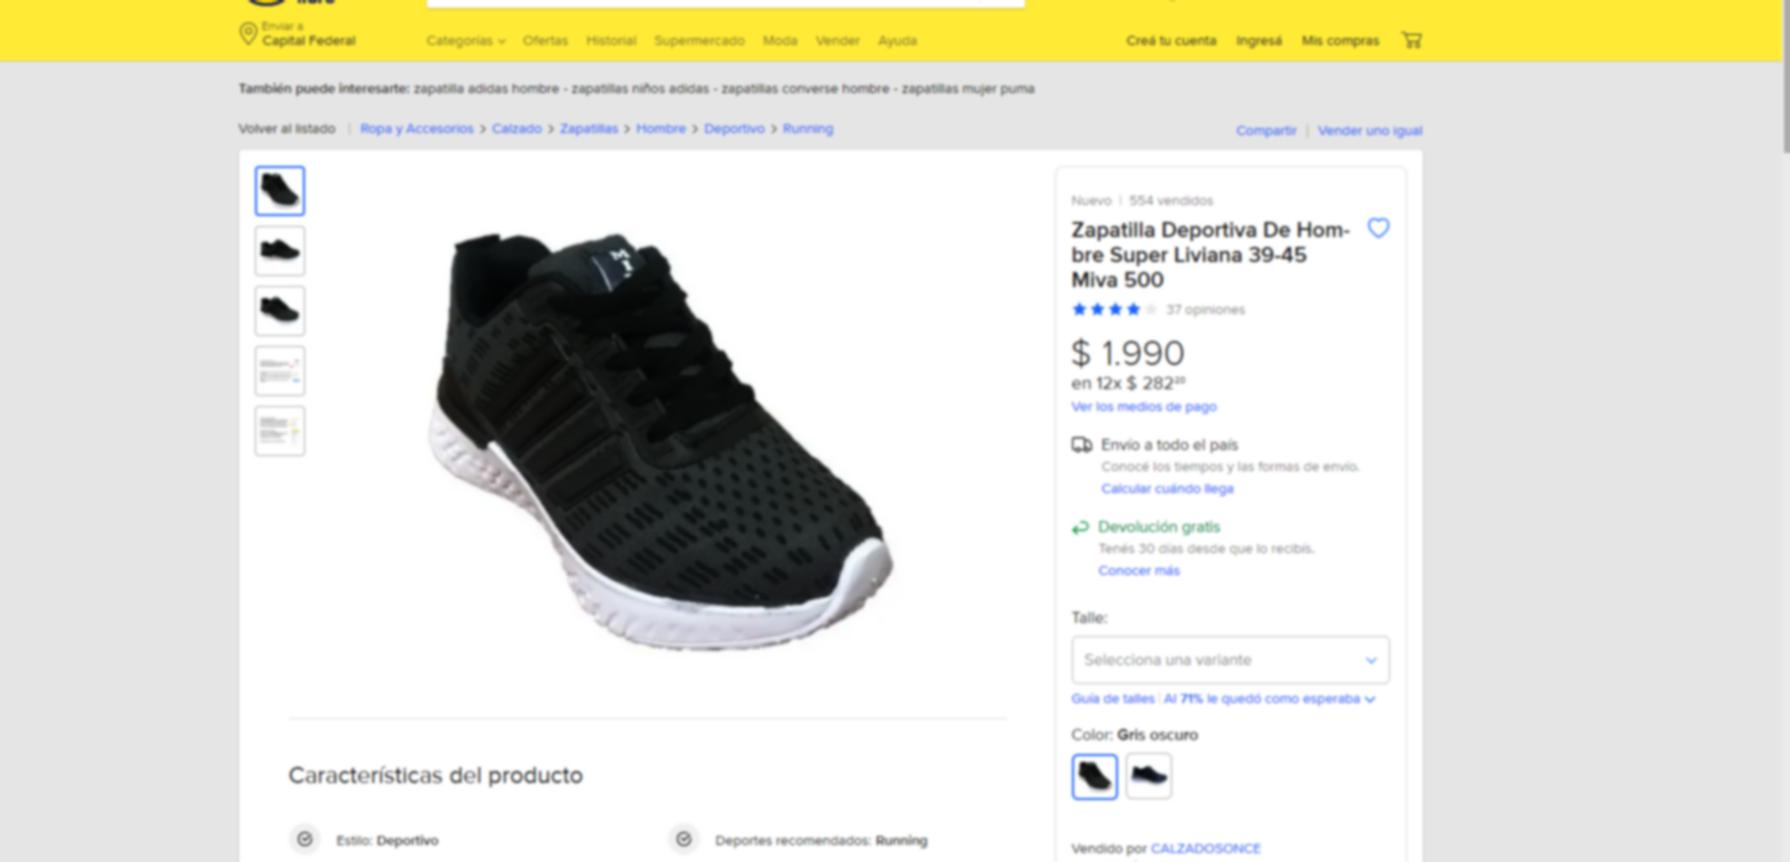 Enviar a
Capital Federal
Categorías
Ofertas
Historial
Supermercado
Moda
Vender
Ayuda
Creá tu cuenta
Ingresá
Mis compras
También puede interesarte: zapatilla adidas hombre - zapatillas niños adidas - zapatillas converse hombre - zapatillas mujer puma
Volver al listado | Ropa y Accesorios > Calzado > Zapatillas > Hombre > Deportivo > Running
Compartir | Vender uno igual
Nuevo | 554 vendidos
Zapatilla Deportiva De Hom-
bre Super Liviana 39-45
Miva 500
37 opiniones
$ 1.990
en 12x $ 282²⁰
Ver los medios de pago
Envío a todo el país
Conocé los tiempos y las formas de envío.
Calcular cuándo llega
Devolución gratis
Tenés 30 días desde que lo recibís.
Conocer más
Talle:
Selecciona una variante
Guía de talles | Al 71% le quedó como esperaba
Color: Gris oscuro
Características del producto
Estilo: Deportivo
Deportes recomendados: Running
Vendido por CALZADOSONCE